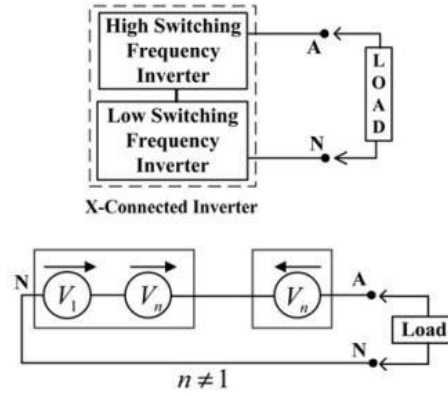 High Switching
Frequency
Inverter
A
L
O
A
D
Low Switching
Frequency
Inverter
N
X-Connected Inverter
N
V1
Vn
Vn
A
Load
N
n ≠ 1